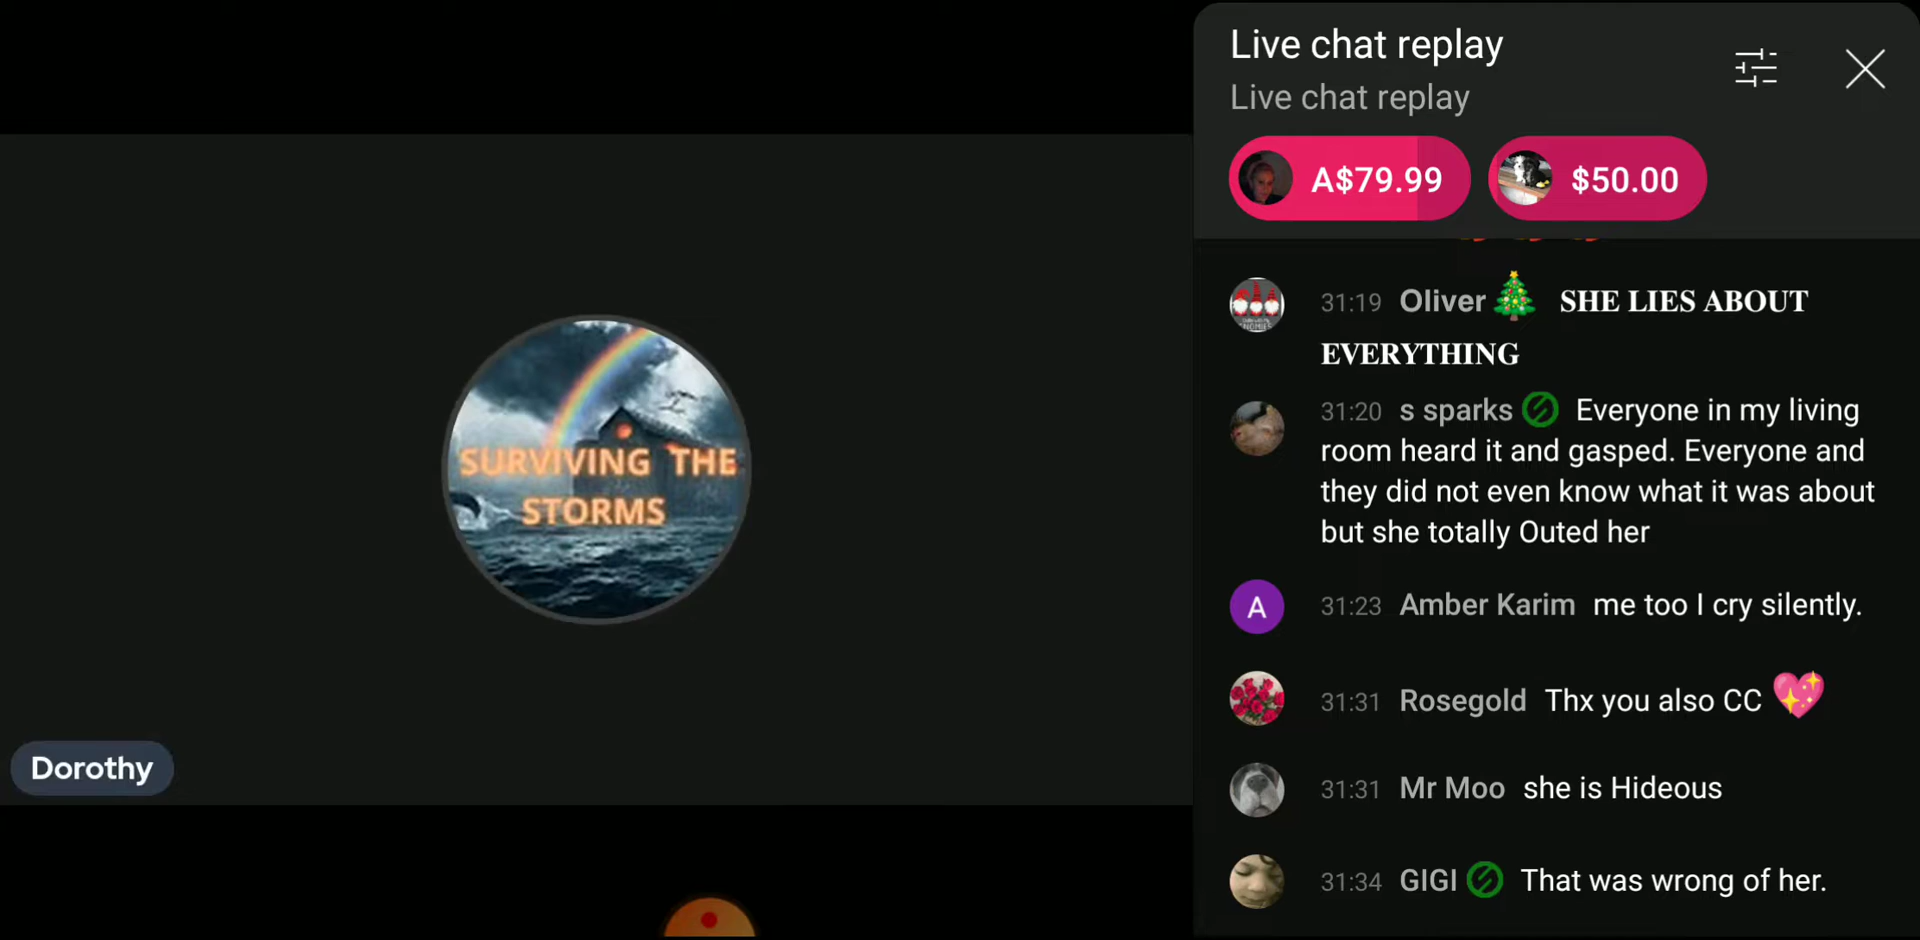 Live chat replay
Live chat replay
A$79.99 $50.00
31:19 Oliver🎄 SHE LIES ABOUT
EVERYTHING
31:20 s sparks Everyone in my living
room heard it and gasped. Everyone and
they did not even know what it was about
but she totally Outed her
A 31:23 Amber Karim me too I cry silently.
31:31 Rosegold Thx you also CC 💖
31:31 Mr Moo she is Hideous
31:34 GIGI That was wrong of her.
SURVIVING THE
STORMS
Dorothy